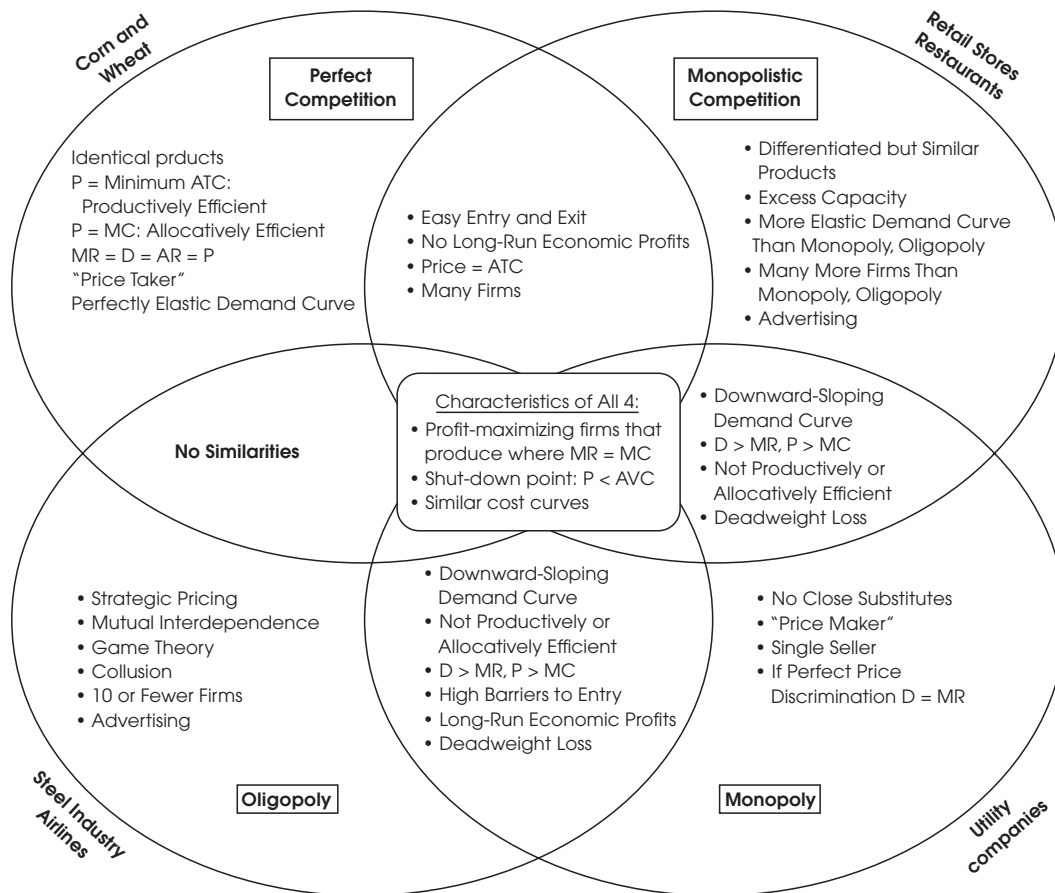 Corn and
Wheat
Perfect
Competition
Identical prducts
P = Minimum ATC:
Productively Efficient
P = MC: Allocatively Efficient
MR = D = AR = P
“Price Taker”
Perfectly Elastic Demand Curve
• Easy Entry and Exit
• No Long-Run Economic Profits
• Price = ATC
• Many Firms
Retail Stores
Restaurants
Monopolistic
Competition
• Differentiated but Similar
Products
• Excess Capacity
• More Elastic Demand Curve
Than Monopoly, Oligopoly
• Many More Firms Than
Monopoly, Oligopoly
• Advertising
No Similarities
Characteristics of All 4:
• Profit-maximizing firms that
produce where MR = MC
• Shut-down point: P < AVC
• Similar cost curves
• Downward-Sloping
Demand Curve
• D > MR, P > MC
• Not Productively or
Allocatively Efficient
• Deadweight Loss
• Strategic Pricing
• Mutual Interdependence
• Game Theory
• Collusion
• 10 or Fewer Firms
• Advertising
Oligopoly
Steel Industry
Airlines
• Downward-Sloping
Demand Curve
• Not Productively or
Allocatively Efficient
• D > MR, P > MC
• High Barriers to Entry
• Long-Run Economic Profits
• Deadweight Loss
• No Close Substitutes
• “Price Maker”
• Single Seller
• If Perfect Price
Discrimination D = MR
Monopoly
Utility
companies